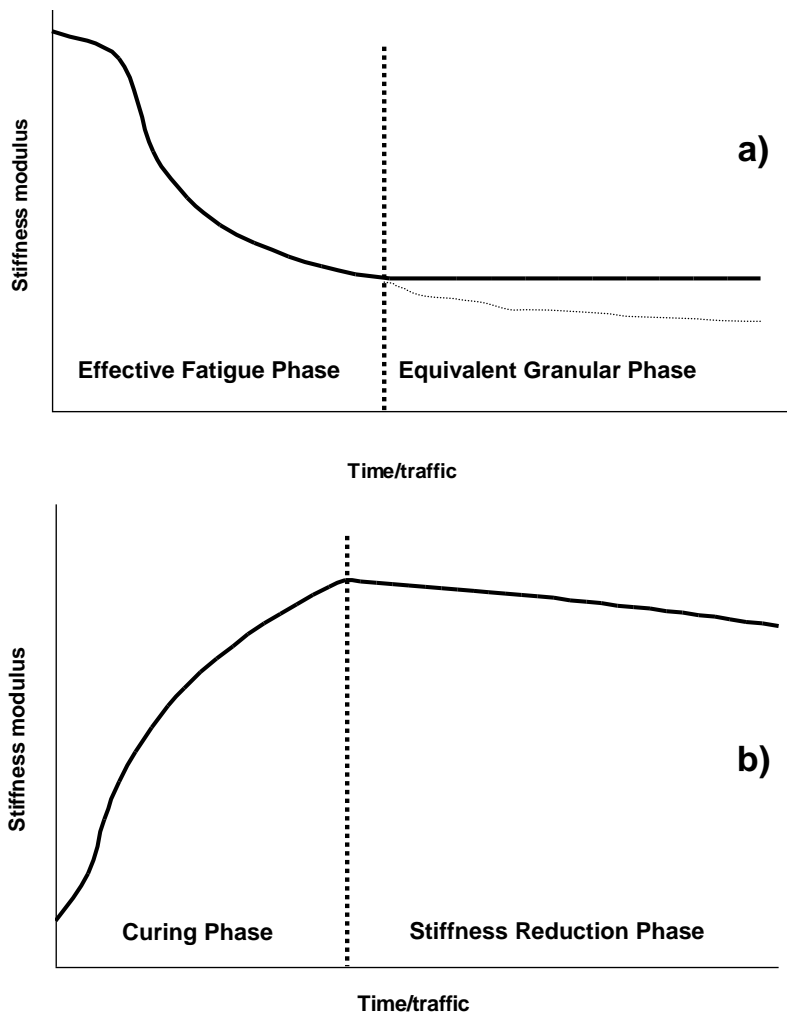 Stiffness modulus
a)
Effective Fatigue Phase
Equivalent Granular Phase
Time/traffic
Stiffness modulus
b)
Curing Phase
Stiffness Reduction Phase
Time/traffic